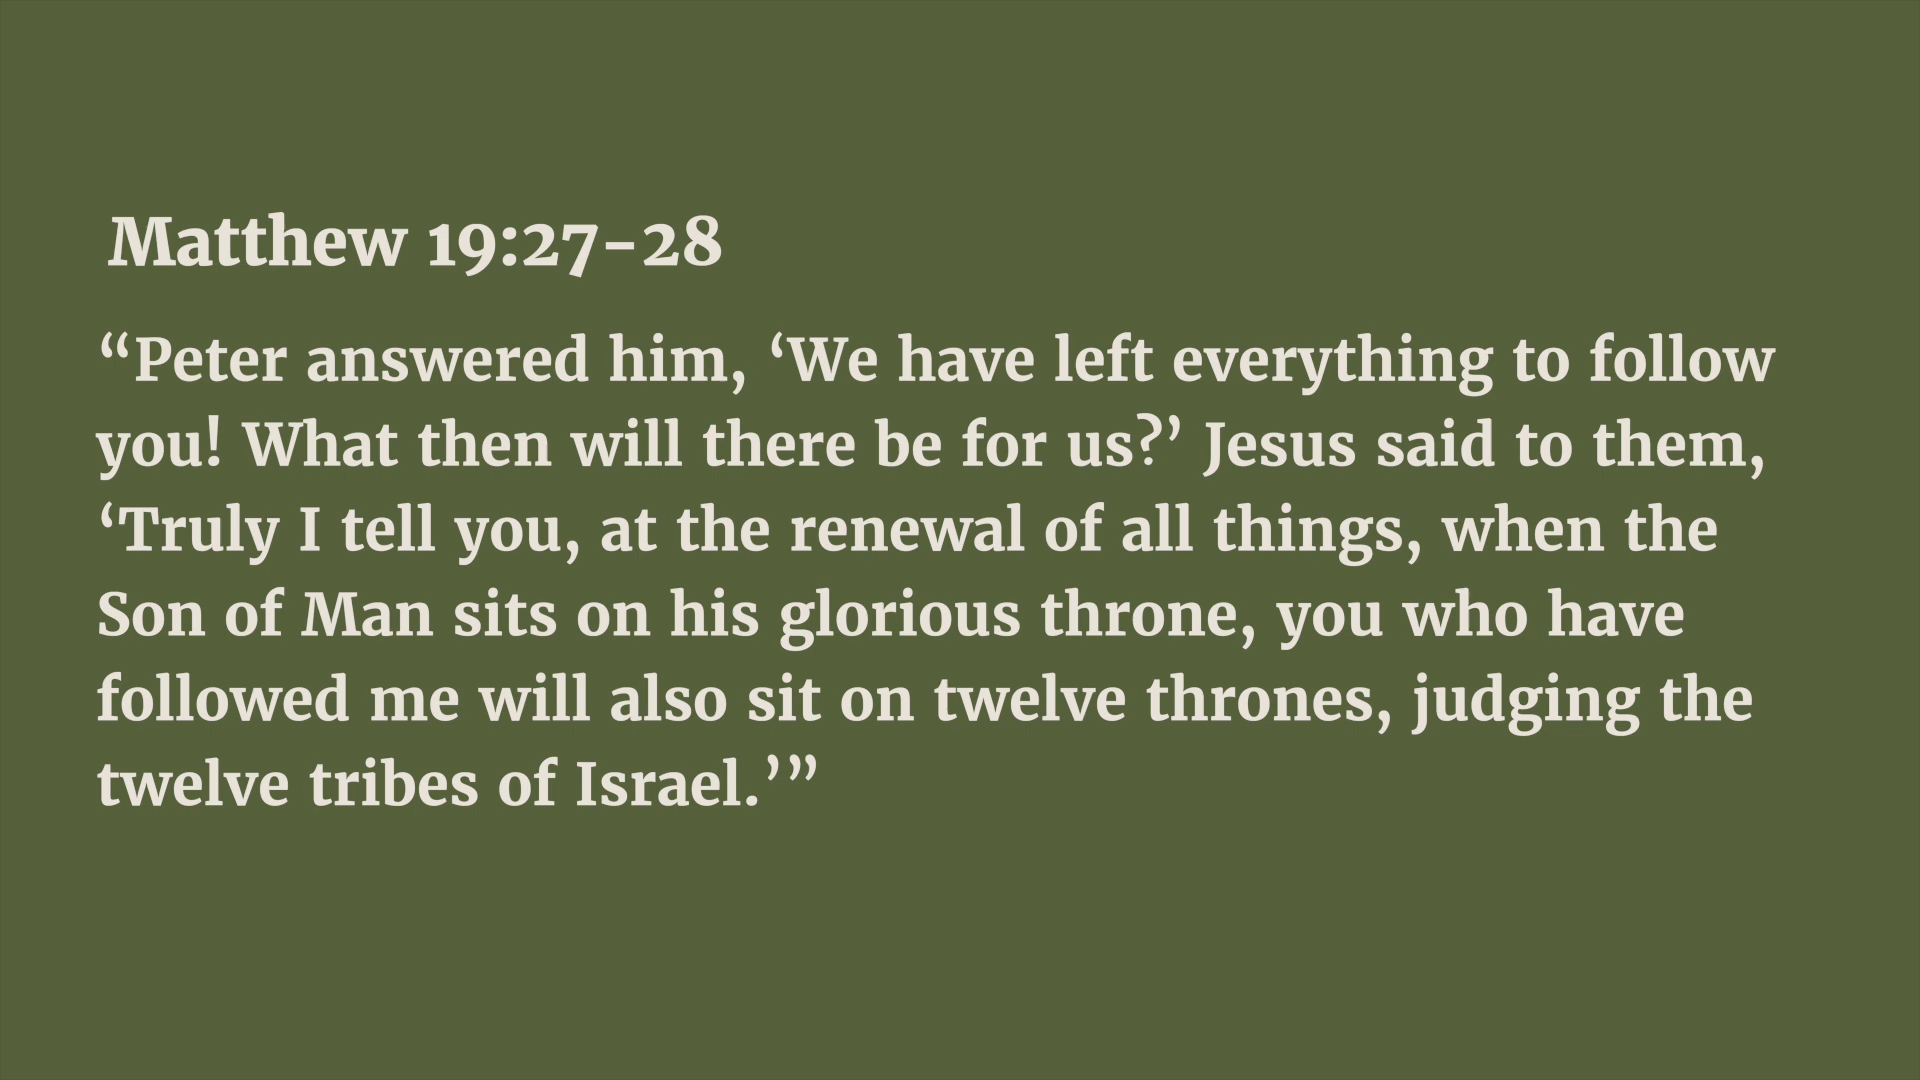 Matthew 19:27–28
“Peter answered him, ‘We have left everything to follow
you! What then will there be for us?’ Jesus said to them,
‘Truly I tell you, at the renewal of all things, when the
Son of Man sits on his glorious throne, you who have
followed me will also sit on twelve thrones, judging the
twelve tribes of Israel.’”